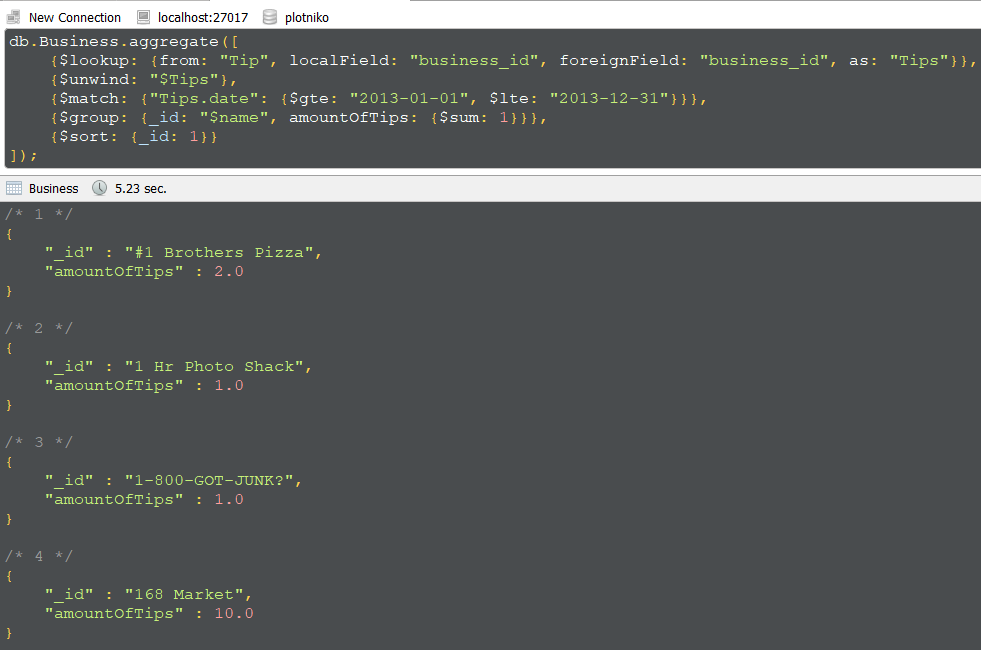 New Connection localhost:27017 plotniko
db.Business.aggregate([
    {$lookup: {from: "Tip", localField: "business_id", foreignField: "business_id", as: "Tips"}},
    {$unwind: "$Tips"},
    {$match: {"Tips.date": {$gte: "2013-01-01", $lte: "2013-12-31"}}},
    {$group: {_id: "$name", amountOfTips: {$sum: 1}}},
    {$sort: {_id: 1}}
]);
Business 5.23 sec.
/* 1 */
{
    "_id" : "#1 Brothers Pizza",
    "amountOfTips" : 2.0
}
/* 2 */
{
    "_id" : "1 Hr Photo Shack",
    "amountOfTips" : 1.0
}
/* 3 */
{
    "_id" : "1-800-GOT-JUNK?",
    "amountOfTips" : 1.0
}
/* 4 */
{
    "_id" : "168 Market",
    "amountOfTips" : 10.0
}